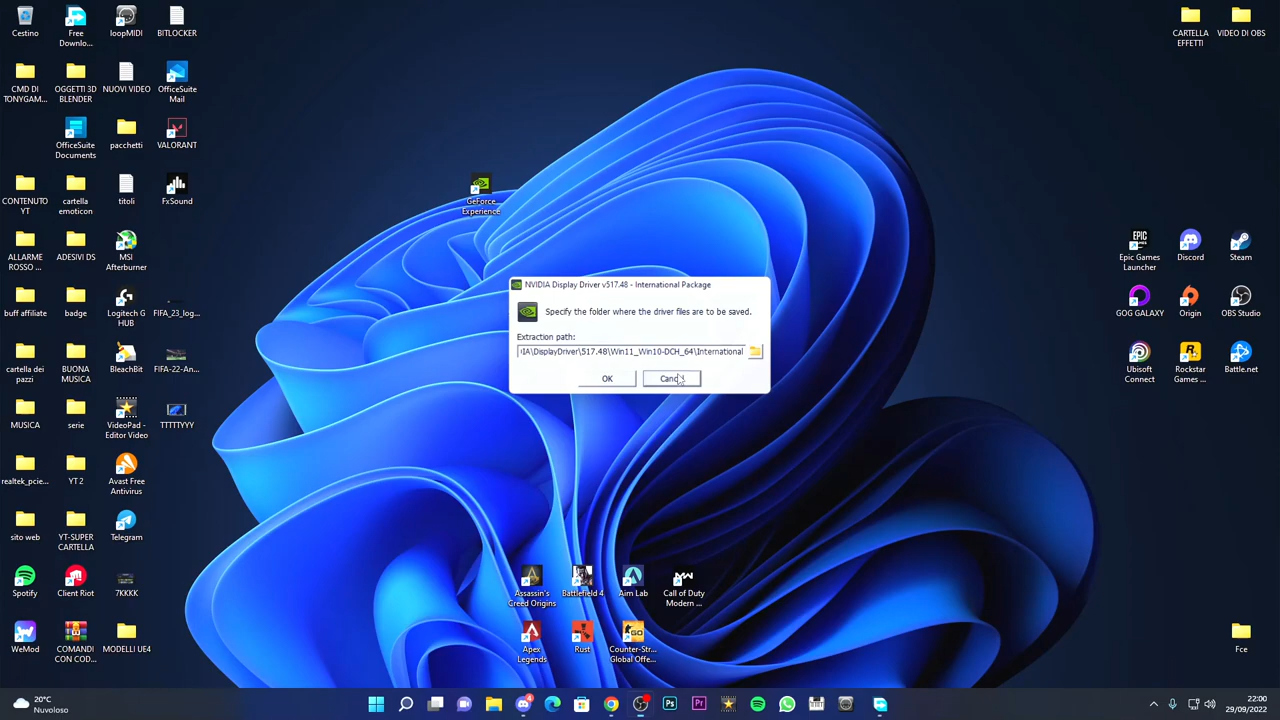 Cestino
Free
Downlo...
loopMIDI
BITLOCKER
CMD DI
TONYGAM...
OGGETTI 3D
BLENDER
NUOVI VIDEO
OfficeSuite
Mail
OfficeSuite
Documents
pacchetti
VALORANT
CONTENUTO
YT
cartella
emoticon
titoli
FxSound
ALLARME
ROSSO ...
ADESIVI DS
MSI
Afterburner
buff affiliate
badge
Logitech G
HUB
FIFA_23_log...
cartella dei
pazzi
BUONA
MUSICA
BleachBit
FIFA-22-An...
MUSICA
serie
VideoPad -
Editor Video
TTTTTYYY
realtek_pcie...
YT 2
Avast Free
Antivirus
sito web
YT-SUPER
CARTELLA
Telegram
Spotify
Client Riot
7KKKK
WeMod
COMANDI
CON COD...
MODELLI UE4
GeForce
Experience
NVIDIA Display Driver v517.48 - International Package
Specify the folder where the driver files are to be saved.
Extraction path:
IA\DisplayDriver\517.48\Win11_Win10-DCH_64\International
OK
Assassin's
Creed Origins
Battlefield 4
Aim Lab
Call of Duty
Modern ...
Apex
Legends
Rust
Counter-Str...
Global Offe...
CARTELLA
EFFETTI
VIDEO DI OBS
Epic Games
Launcher
Discord
Steam
GOG GALAXY
Origin
OBS Studio
Ubisoft
Connect
Rockstar
Games ...
Battle.net
Fce
20°C
Nuvoloso
22:00
29/09/2022